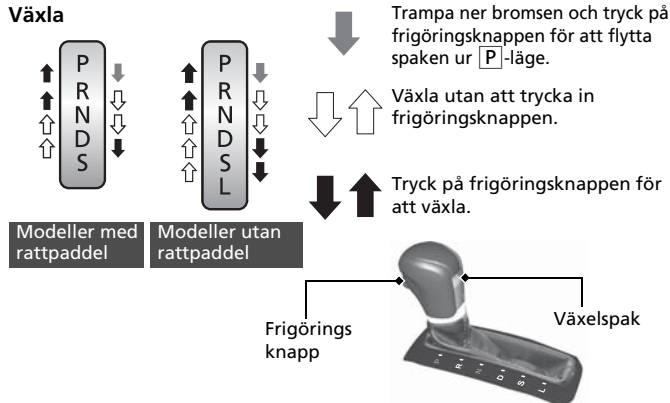 Växla
P
R
N
D
S
P
R
N
D
S
L
Modeller med
rattpaddel
Modeller utan
rattpaddel
Trampa ner bromsen och tryck på
frigöringsknappen för att flytta
spaken ur P -läge.
Växla utan att trycka in
frigöringsknappen.
Tryck på frigöringsknappen för
att växla.
Frigörings
knapp
Växelspak
P R N D S L